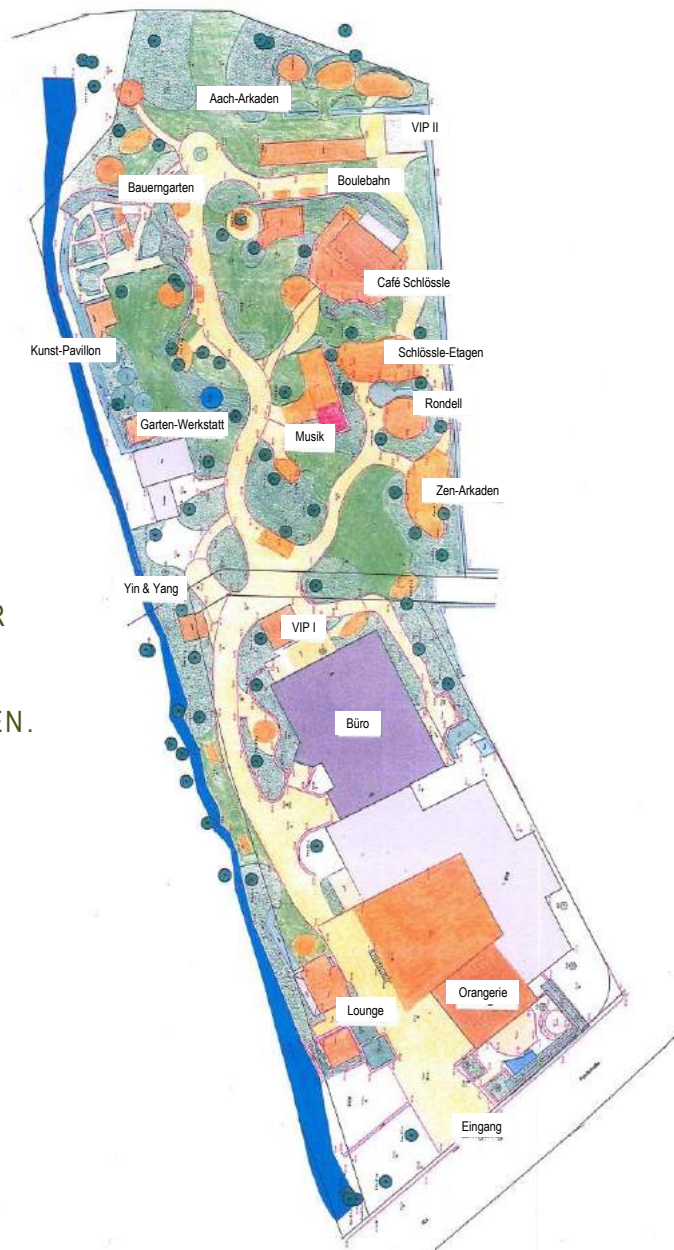 Aach-Arkaden
VIP II
Bauerngarten
Boulebahn
Café Schlössle
Kunst-Pavillon
Schlössle-Etagen
Rondell
Garten-Werkstatt
Musik
Zen-Arkaden
Yin & Yang
R
VIP I
EN.
Büro
Orangerie
Lounge
Eingang